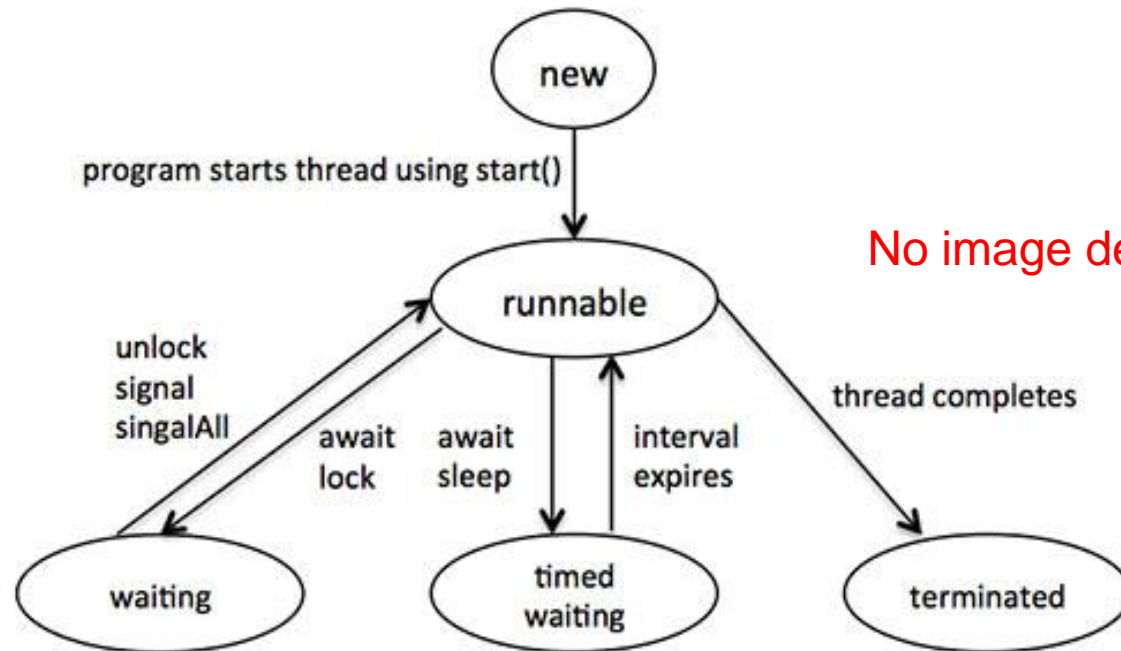 new
program starts thread using start()
No image de
runnable
unlock
signal
singalAll
await
lock
await
sleep
interval
expires
thread completes
waiting
timed
waiting
terminated